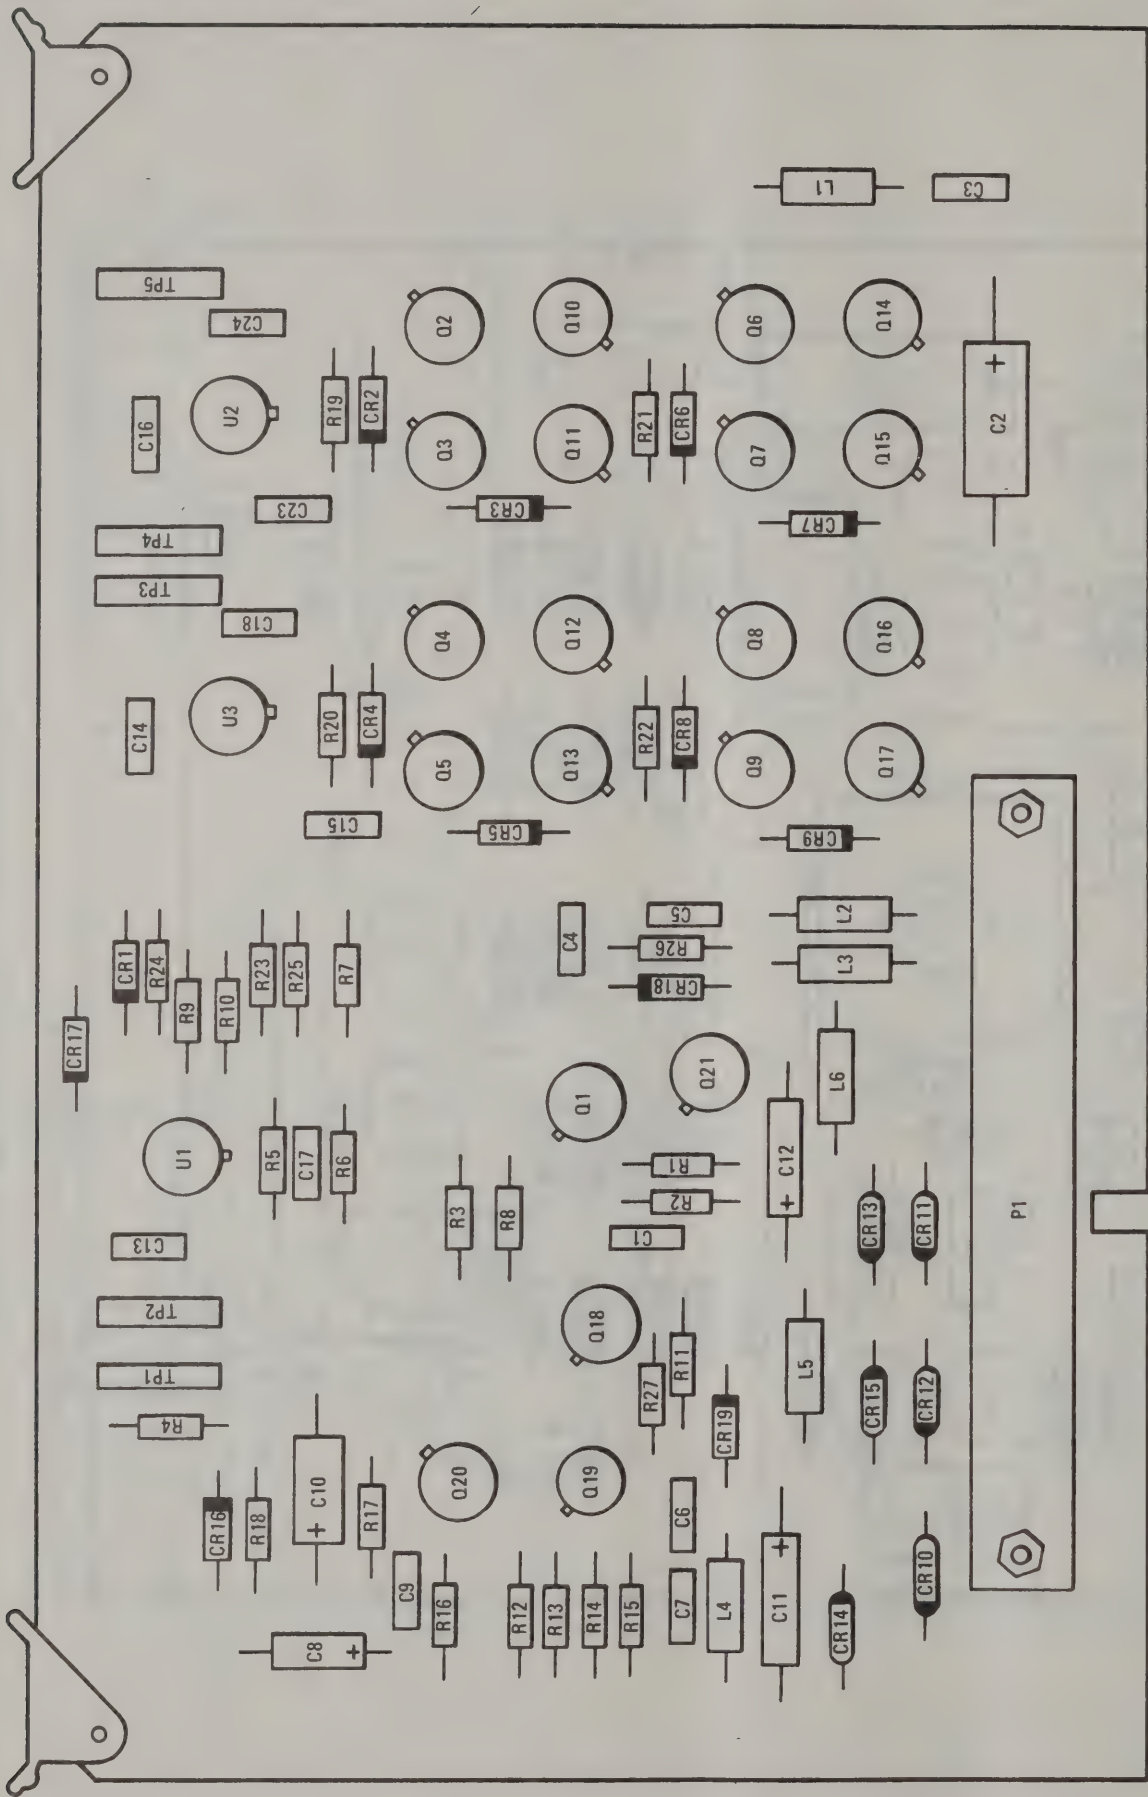 L1
C3
TP5
C24
Q2
Q10
Q6
Q14
C16
U2
R19
CR2
Q3
Q11
R21
CR6
Q7
Q15
+
C2
C23
CR3
CR7
TP4
TP3
C18
Q4
Q12
Q8
Q16
C14
U3
R20
CR4
Q5
Q13
R22
CR8
Q9
Q17
C15
CR5
CR9
CR1
R24
R9
R10
R23
R25
R7
C4
C5
R26
CR18
L2
L3
CR17
U1
R5
C17
R6
Q1
Q21
L6
R3
R8
R1
R2
C1
C12
+
CR13
CR11
P1
C13
TP2
TP1
R4
Q18
R27
R11
CR19
L5
CR15
CR12
CR16
R18
C10
+
R17
Q20
Q19
C6
C9
R16
R12
R13
R14
R15
C7
L4
+
C11
CR14
CR10
C8
+